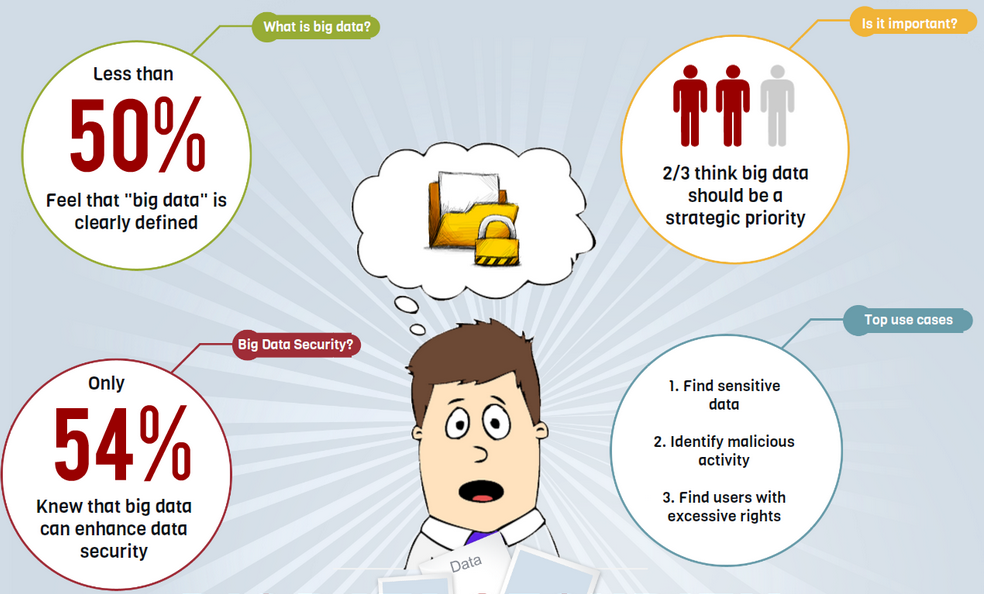 What is big data?
Less than
50%
Feel that "big data" is
clearly defined
Is it important?
2/3 think big data
should be a
strategic priority
Big Data Security?
Only
54%
Knew that big data
can enhance data
security
Top use cases
1. Find sensitive
data
2. Identify malicious
activity
3. Find users with
excessive rights
Data